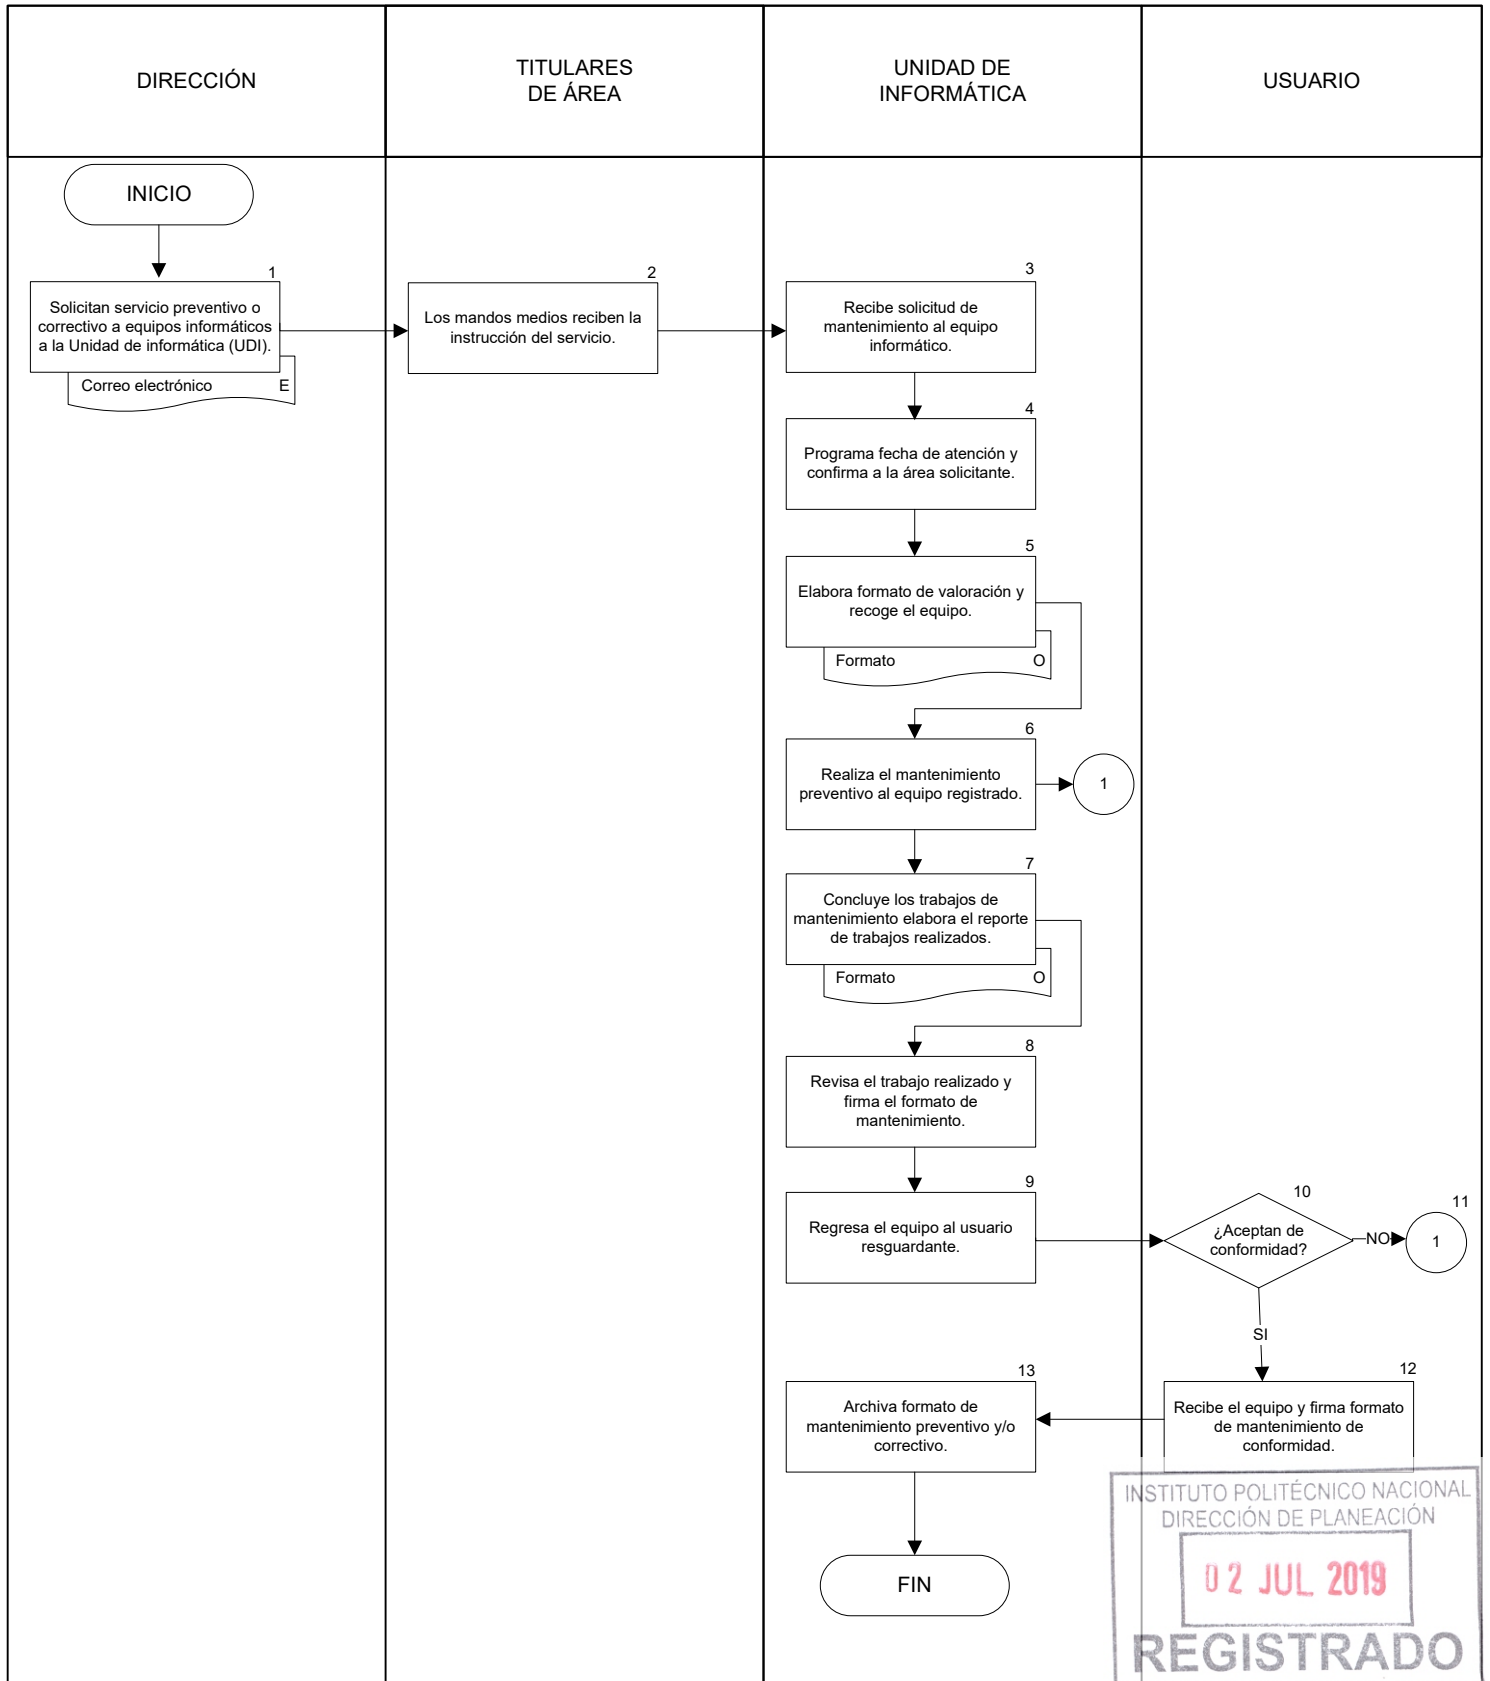 DIRECCIÓN
TITULARES
DE ÁREA
UNIDAD DE
INFORMÁTICA
USUARIO
INICIO
1
Solicitan servicio preventivo o
correctivo a equipos informáticos
a la Unidad de informática (UDI).
Correo electrónico E
2
Los mandos medios reciben la
instrucción del servicio.
3
Recibe solicitud de
mantenimiento al equipo
informático.
4
Programa fecha de atención y
confirma a la área solicitante.
5
Elabora formato de valoración y
recoge el equipo.
Formato O
6
Realiza el mantenimiento
preventivo al equipo registrado.
1
7
Concluye los trabajos de
mantenimiento elabora el reporte
de trabajos realizados.
Formato O
8
Revisa el trabajo realizado y
firma el formato de
mantenimiento.
9
Regresa el equipo al usuario
resguardante.
10
¿Aceptan de
conformidad?
NO
11
1
SI
12
Recibe el equipo y firma formato
de mantenimiento de
conformidad.
13
Archiva formato de
mantenimiento preventivo y/o
correctivo.
FIN
INSTITUTO POLITÉCNICO NACIONAL
DIRECCIÓN DE PLANEACIÓN
02 JUL 2019
REGISTRADO